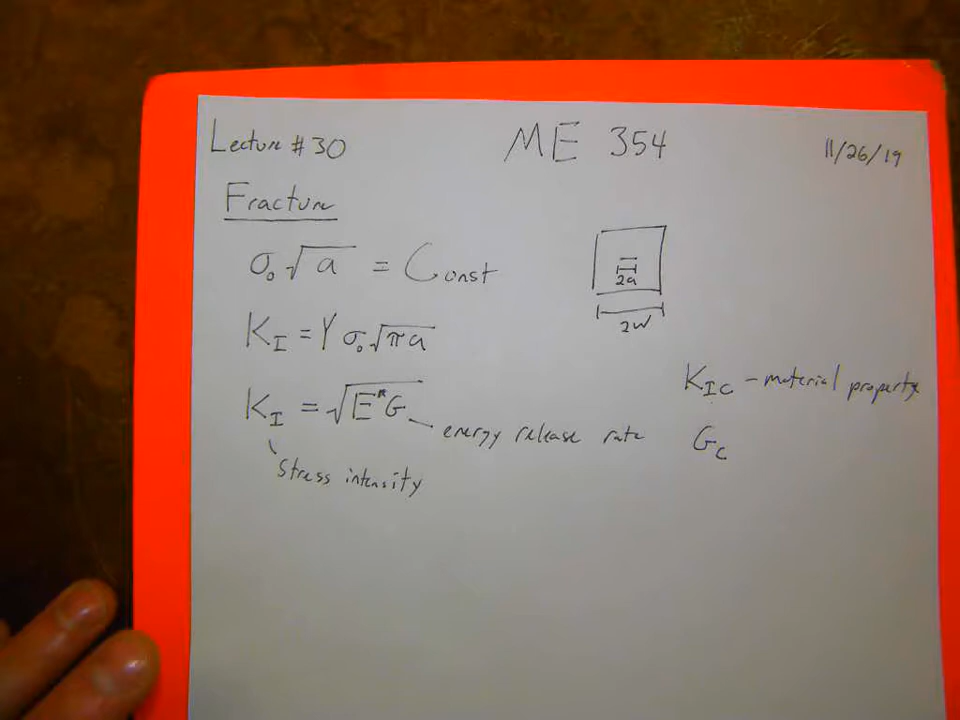 Lecture #30 ME 354 11/26/19
Fracture
σ₀√a = Const
2a
2w
K_I = Y σ₀√πa
K_IC - material property
K_I = √E*G energy release rate
G_c
Stress intensity